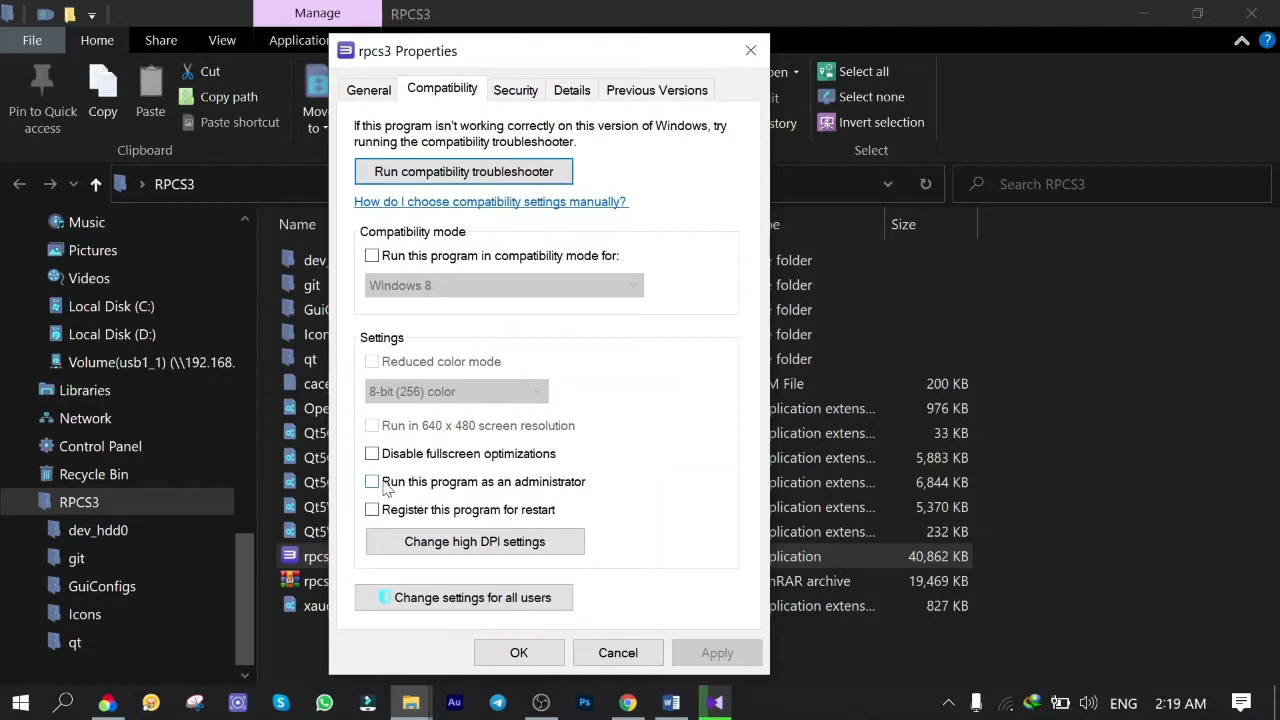 Manage
RPCS3
File
Home
Share
View
Application
Pin to Quick
access
Copy
Paste
Cut
Copy path
Paste shortcut
Clipboard
Move
to
Select all
Select none
Invert selection
Select
RPCS3
Search RPCS3
Music
Pictures
Videos
Local Disk (C:)
Local Disk (D:)
Volume(usb1_1) (\\192.168.
Libraries
Network
Control Panel
Recycle Bin
RPCS3
dev_hdd0
git
GuiConfigs
Icons
qt
Name
Size
200 KB
976 KB
33 KB
5,883 KB
6,844 KB
5,370 KB
232 KB
40,862 KB
19,469 KB
827 KB
rpcs3 Properties
General
Compatibility
Security
Details
Previous Versions
If this program isn't working correctly on this version of Windows, try
running the compatibility troubleshooter.
Run compatibility troubleshooter
How do I choose compatibility settings manually?
Compatibility mode
Run this program in compatibility mode for:
Windows 8
Settings
Reduced color mode
8-bit (256) color
Run in 640 x 480 screen resolution
Disable fullscreen optimizations
Run this program as an administrator
Register this program for restart
Change high DPI settings
Change settings for all users
OK
Cancel
Apply
ENG
2:19 AM